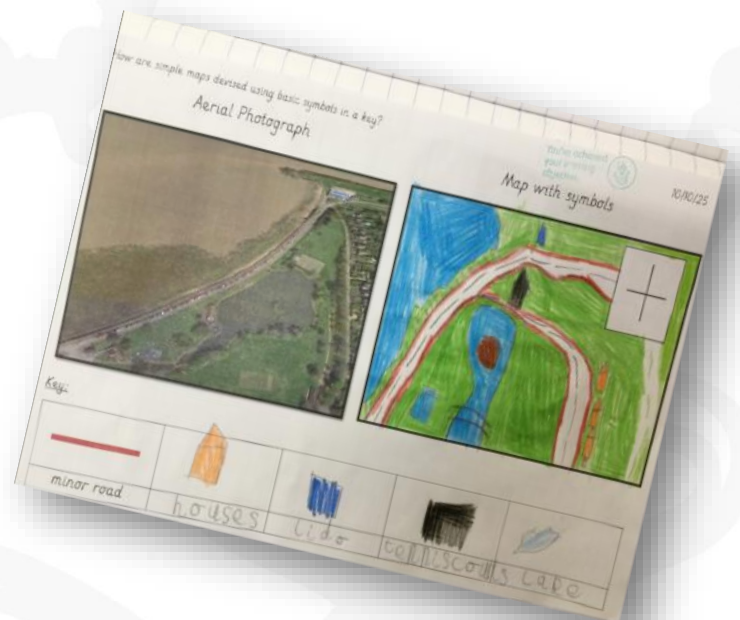 How are simple maps devised using basic symbols in a key?
Aerial Photograph
You've achieved your learning objective.
Map with symbols
10/10/25
Key:
minor road
houses
lido
lake